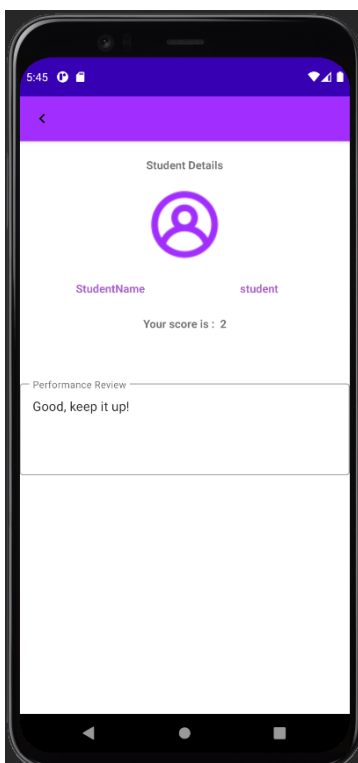 5:45
Student Details
StudentName student
Your score is : 2
Performance Review
Good, keep it up!